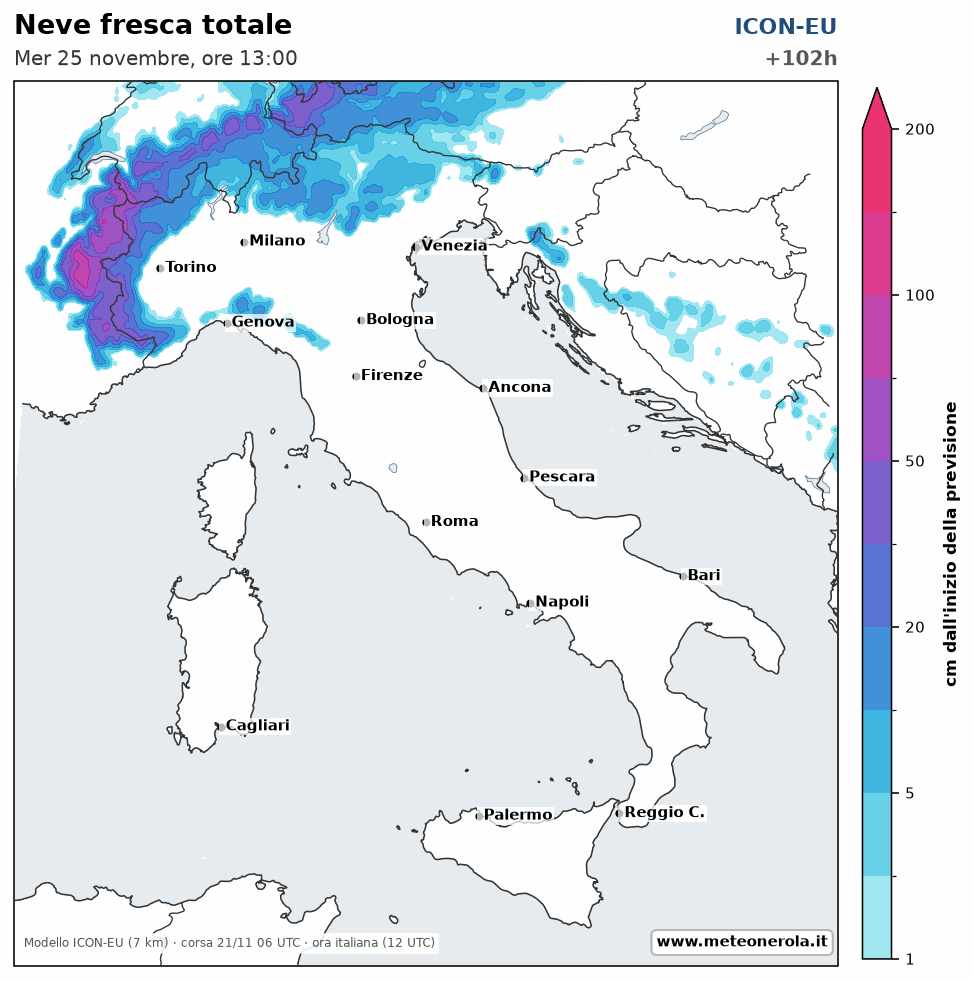 Neve fresca totale
ICON-EU
Mer 25 novembre, ore 13:00
+102h
200
100
50
20
5
1
cm dall'inizio della previsione
Milano
Venezia
Torino
Genova
Bologna
Firenze
Ancona
Pescara
Roma
Bari
Napoli
Cagliari
Palermo
Reggio C.
Modello ICON-EU (7 km) · corsa 21/11 06 UTC · ora italiana (12 UTC)
www.meteonerola.it